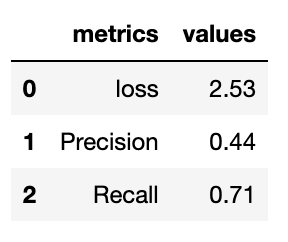 metrics values
0 loss 2.53
1 Precision 0.44
2 Recall 0.71